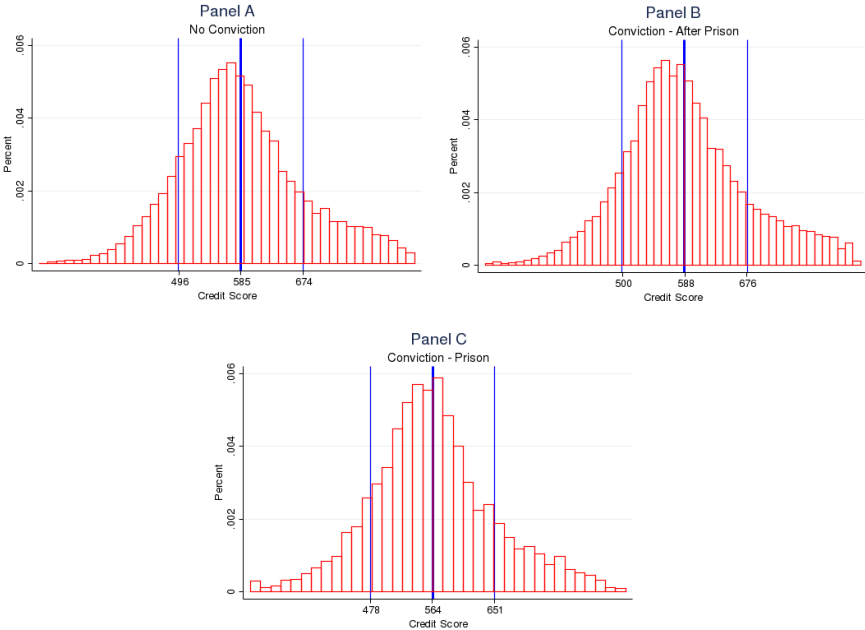 Panel A
No Conviction
.006
.004
.002
0
Percent
496 585 674
Credit Score
Panel B
Conviction - After Prison
.006
.004
.002
0
Percent
500 588 676
Credit Score
Panel C
Conviction - Prison
.006
.004
.002
0
Percent
478 564 651
Credit Score